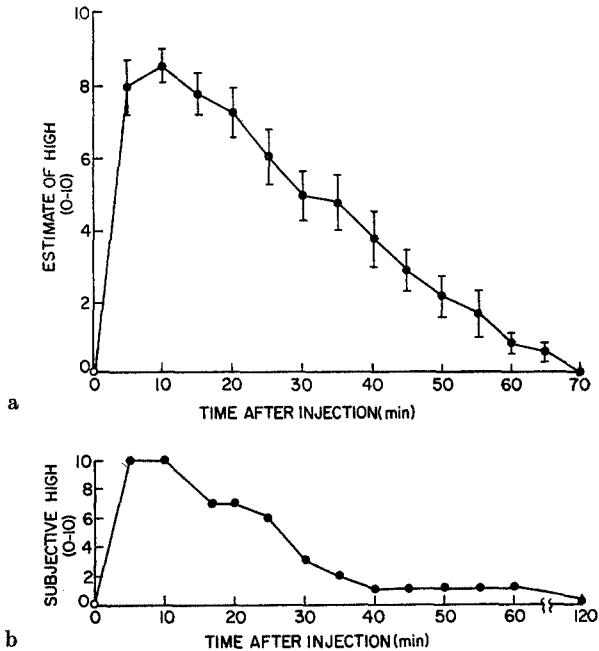 10
8
6
4
2
0
ESTIMATE OF HIGH
(0-10)
0 10 20 30 40 50 60 70
TIME AFTER INJECTION(min)
a
10
8
6
4
2
0
SUBJECTIVE HIGH
(0-10)
0 10 20 30 40 50 60 120
TIME AFTER INJECTION(min)
b